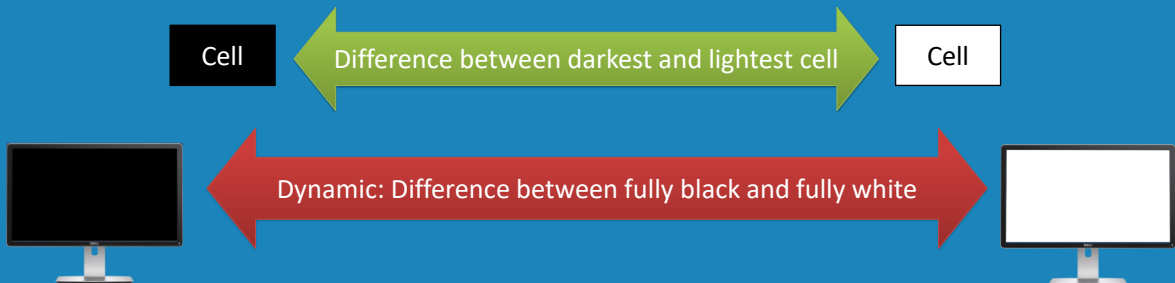 Cell
Difference between darkest and lightest cell
Cell
Dynamic: Difference between fully black and fully white